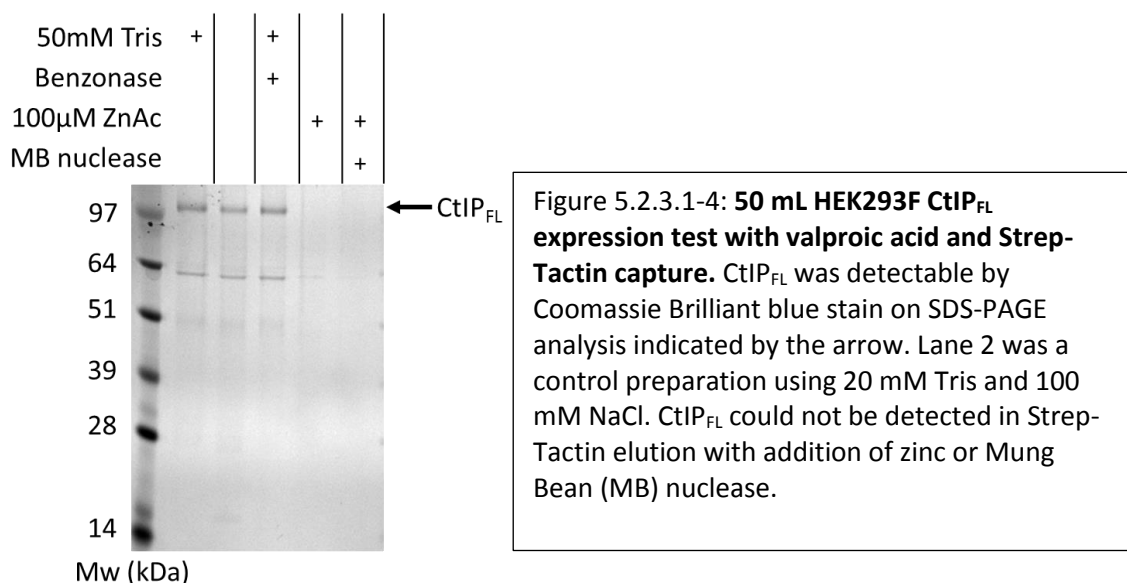 50mM Tris + +
Benzonase +
100µM ZnAc + +
MB nuclease +
97
CtIPFL
64
51
39
28
14
Mw (kDa)
Figure 5.2.3.1-4: 50 mL HEK293F CtIPFL
expression test with valproic acid and Strep-
Tactin capture. CtIPFL was detectable by
Coomassie Brilliant blue stain on SDS-PAGE
analysis indicated by the arrow. Lane 2 was a
control preparation using 20 mM Tris and 100
mM NaCl. CtIPFL could not be detected in Strep-
Tactin elution with addition of zinc or Mung
Bean (MB) nuclease.